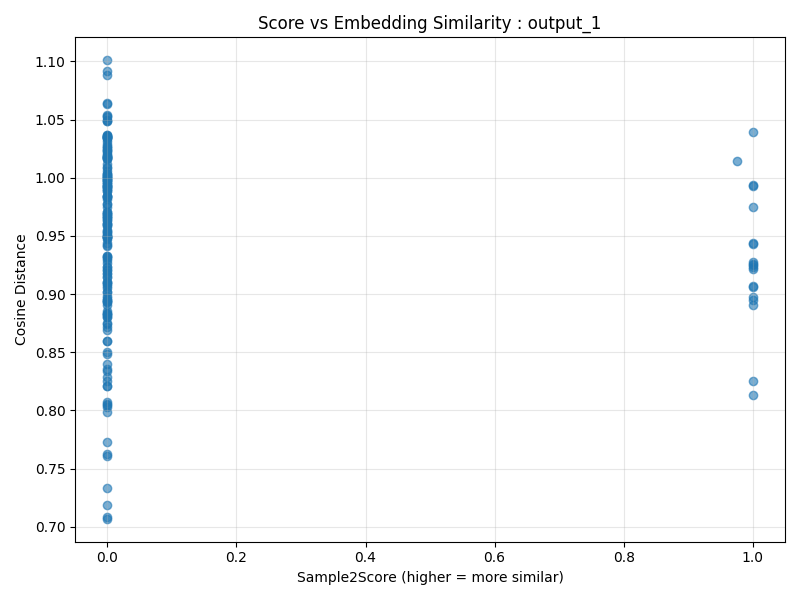 Score vs Embedding Similarity : output_1
Cosine Distance
1.10
1.05
1.00
0.95
0.90
0.85
0.80
0.75
0.70
0.0 0.2 0.4 0.6 0.8 1.0
Sample2Score (higher = more similar)